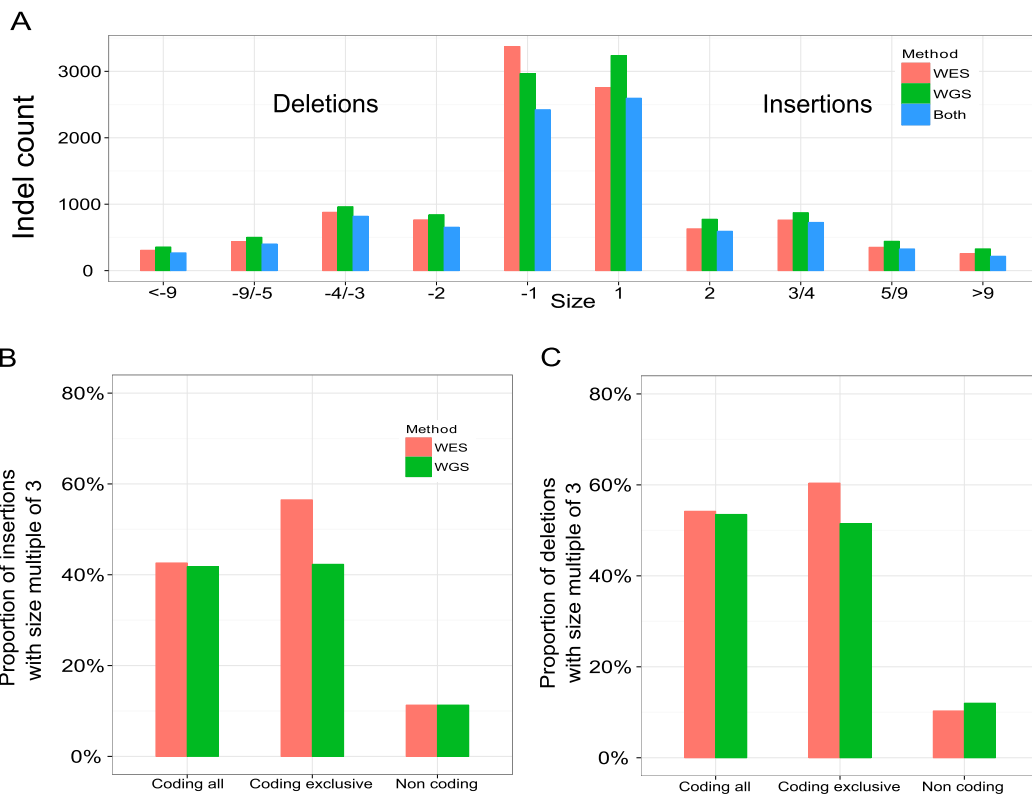 A
Indel count
3000
2000
1000
0
Deletions
Insertions
Method
WES
WGS
Both
<-9
-9/-5
-4/-3
-2
-1
1
2
3/4
5/9
>9
Size
B
Proportion of insertions
with size multiple of 3
80%
60%
40%
20%
0%
Method
WES
WGS
Coding all
Coding exclusive
Non coding
C
Proportion of deletions
with size multiple of 3
80%
60%
40%
20%
0%
Coding all
Coding exclusive
Non coding